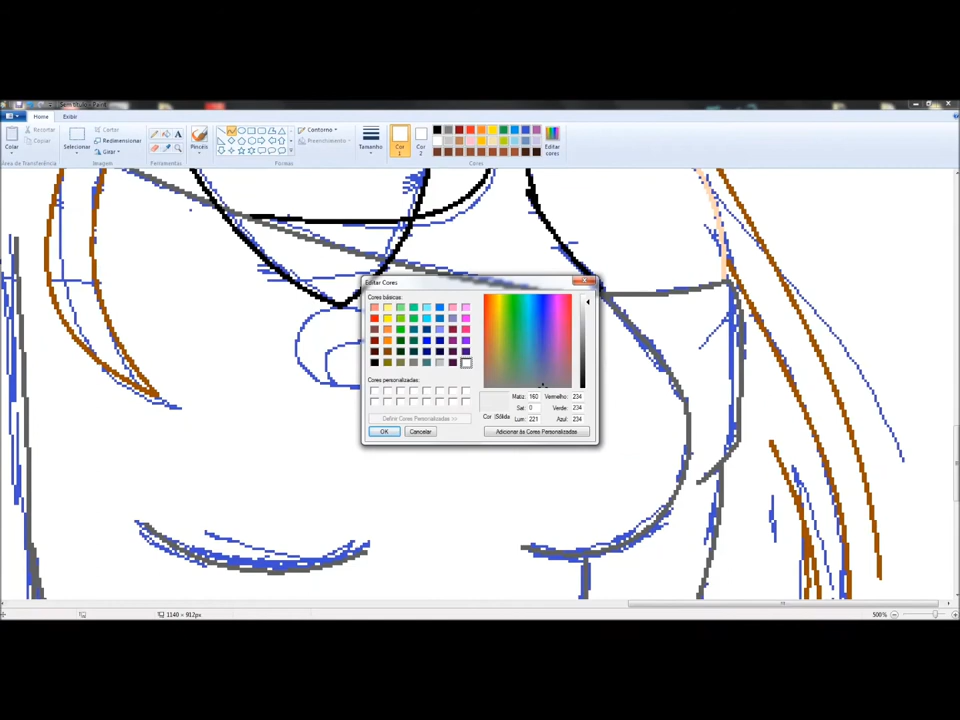 Home
Exibir
Colar
Recortar
Copiar
Área de Transferência
Selecionar
Cortar
Redimensionar
Girar
Imagem
A
Ferramentas
Pincéis
Contorno
Preenchimento
Formas
Tamanho
Cor 1
Cor 2
Editar cores
Cores
Editar Cores
Cores básicas:
Cores personalizadas:
Definir Cores Personalizadas >>
OK
Cancelar
Cor |Sólida
Matiz: 160
Sat: 0
Lum: 221
Vermelho: 234
Verde: 234
Azul: 234
Adicionar às Cores Personalizadas
1140 × 912px
500%